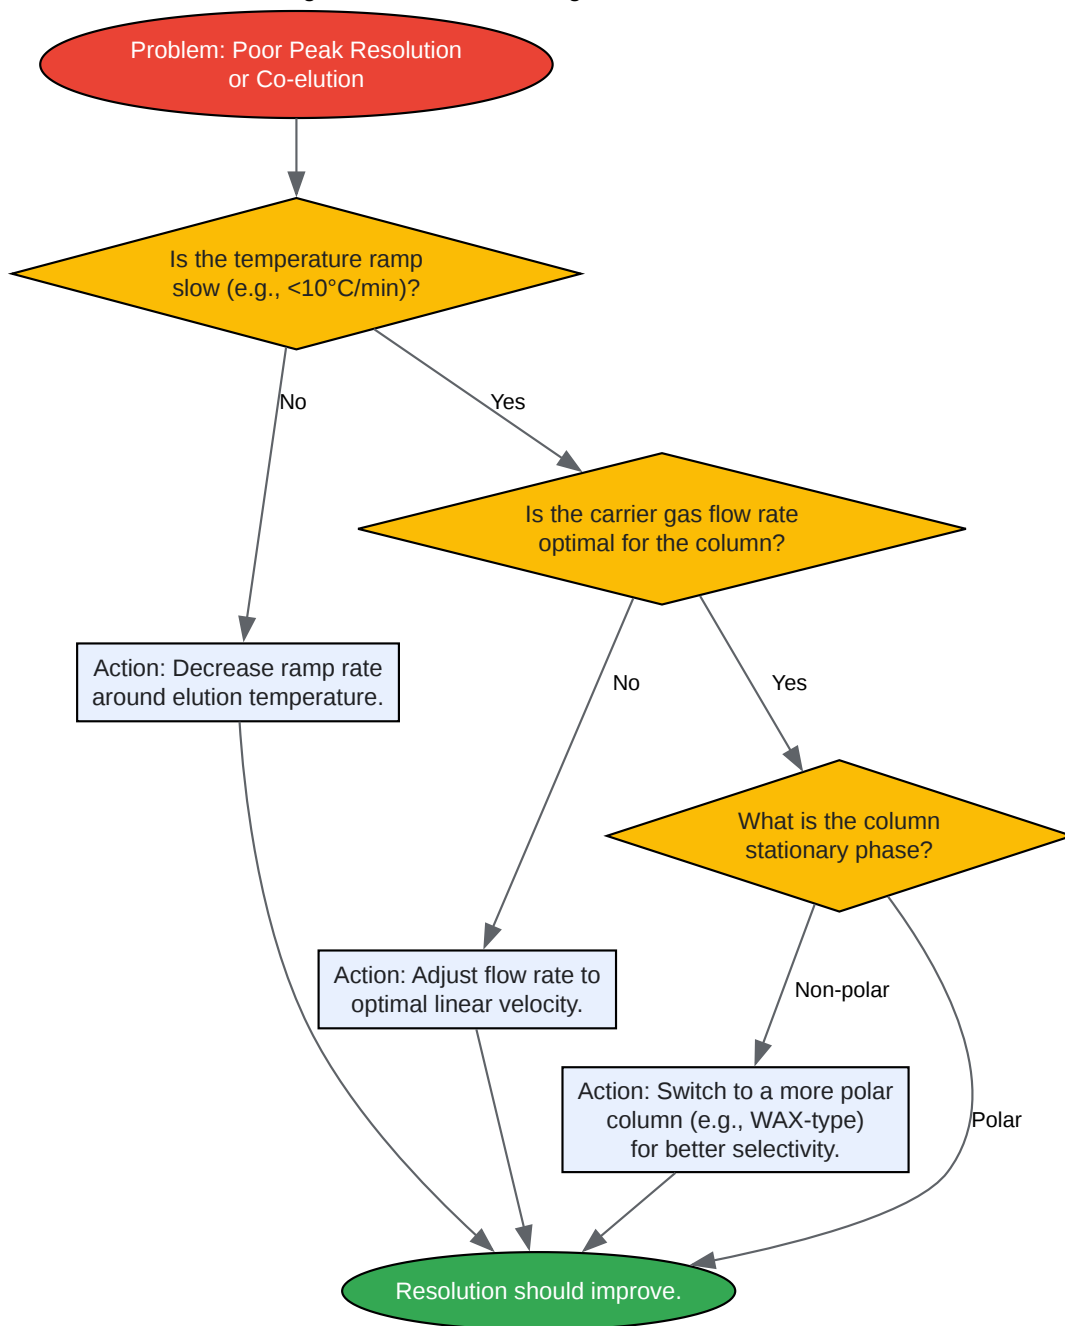 Problem: Poor Peak Resolution
or Co-elution
Is the temperature ramp
slow (e.g., <10°C/min)?
No
Yes
Is the carrier gas flow rate
optimal for the column?
Action: Decrease ramp rate
around elution temperature.
No
Yes
What is the column
stationary phase?
Action: Adjust flow rate to
optimal linear velocity.
Non-polar
Action: Switch to a more polar
column (e.g., WAX-type)
for better selectivity.
Polar
Resolution should improve.